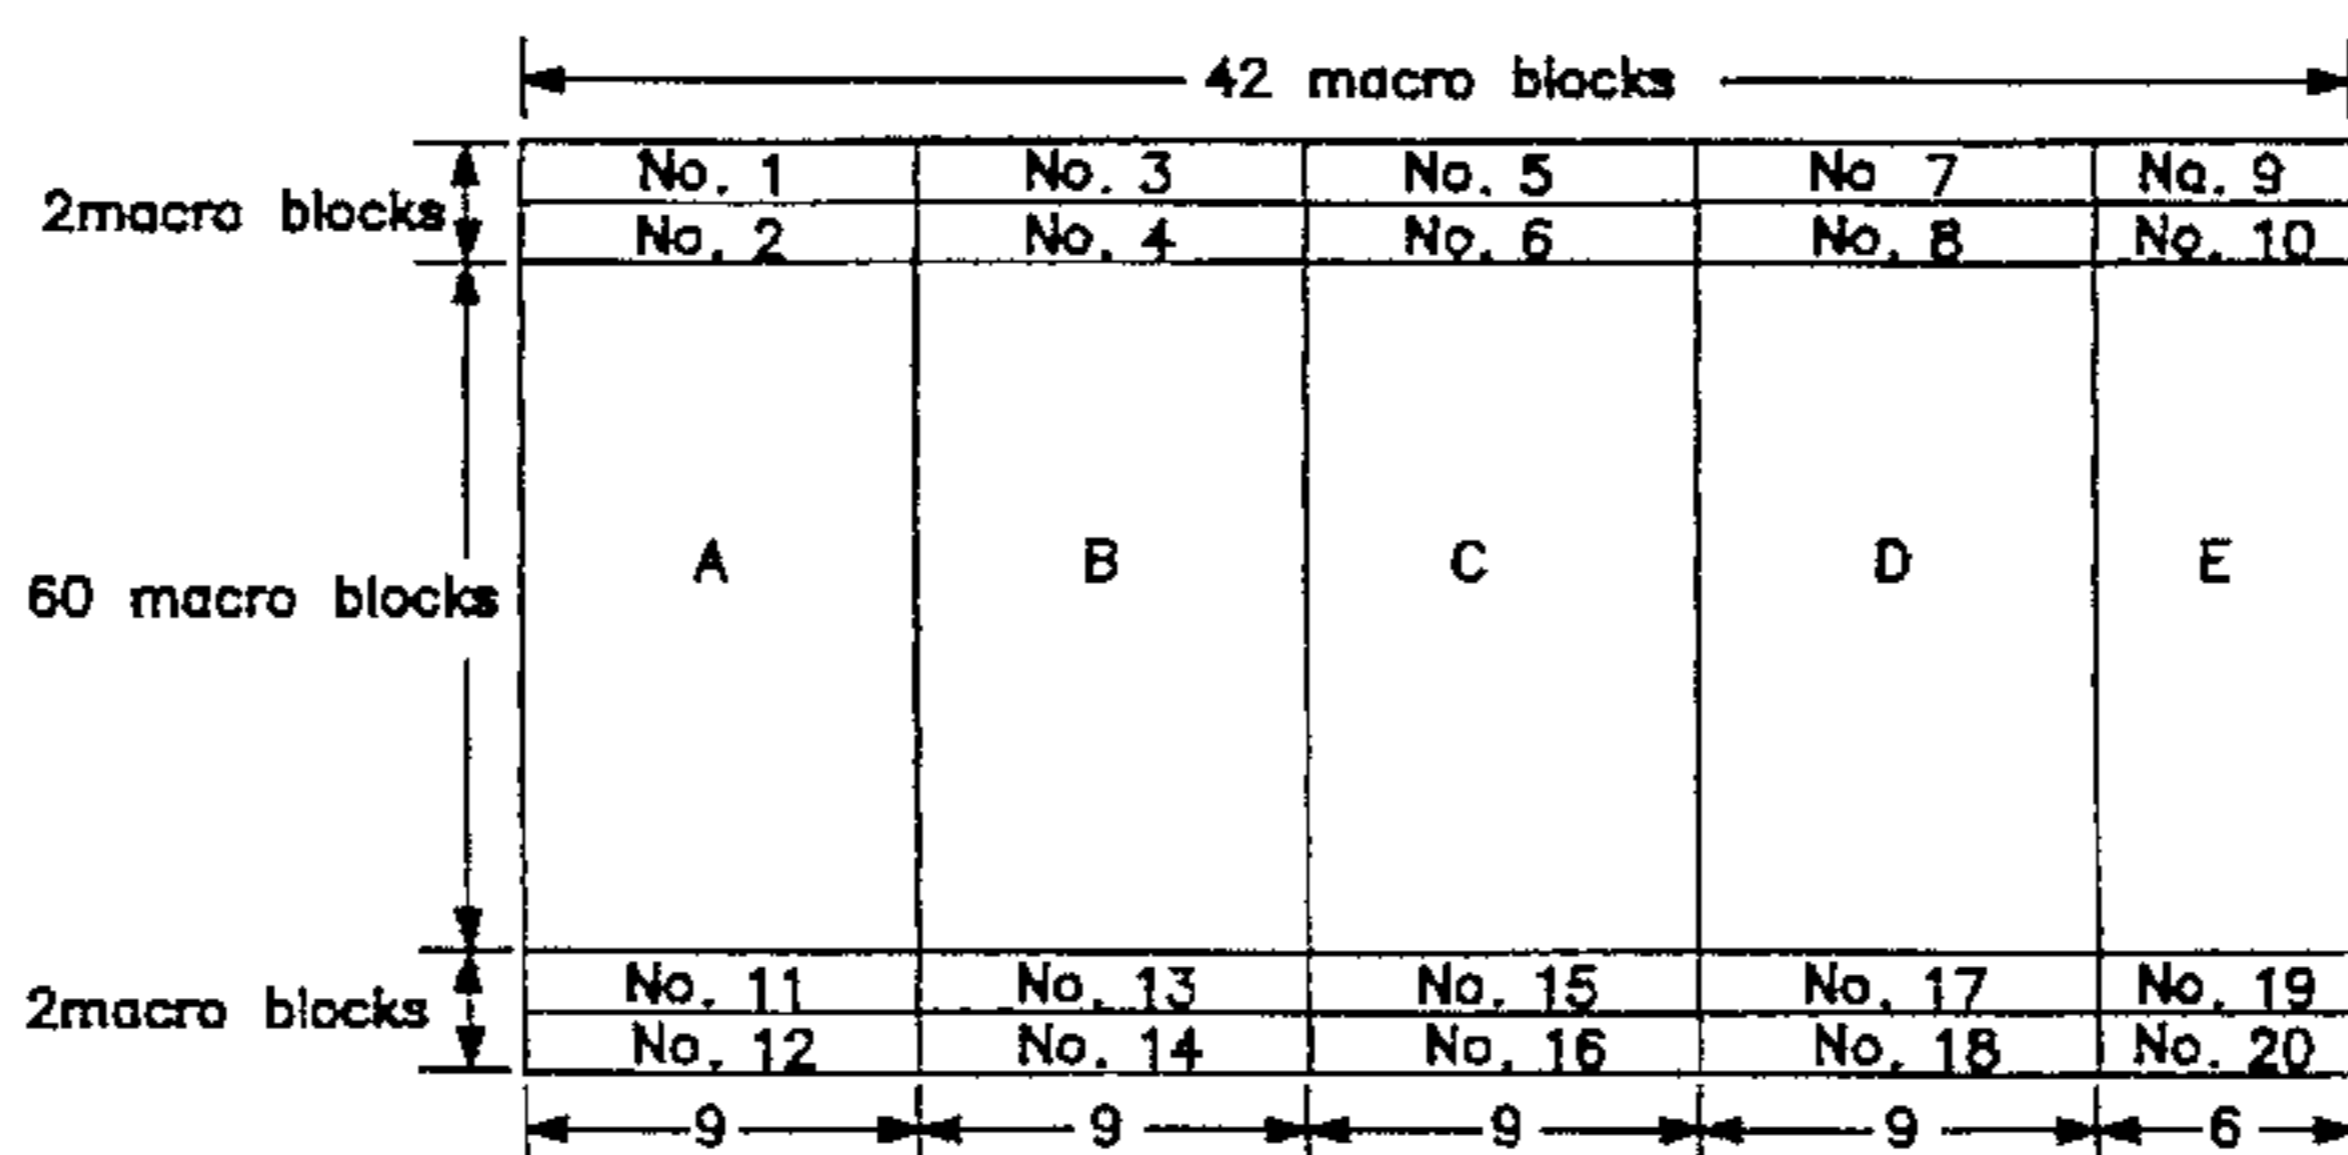 42 macro blocks
No. 1 No. 3 No. 5 No 7 No. 9
2macro blocks
No. 2 No. 4 No. 6 No. 8 No. 10
A B C D E
60 macro blocks
No. 11 No. 13 No. 15 No. 17 No. 19
2macro blocks
No. 12 No. 14 No. 16 No. 18 No. 20
9 9 9 9 6